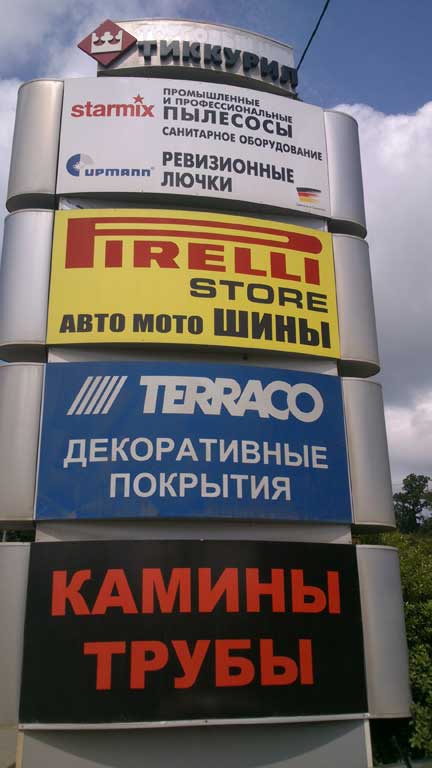 ТИККУРИЛ
starmix
ПРОМЫШЛЕННЫЕ
И ПРОФЕССИОНАЛЬНЫЕ
ПЫЛЕСОСЫ
САНИТАРНОЕ ОБОРУДОВАНИЕ
РЕВИЗИОННЫЕ
ЛЮЧКИ
PIRELLI
STORE
АВТО МОТО ШИНЫ
TERRACO
ДЕКОРАТИВНЫЕ
ПОКРЫТИЯ
КАМИНЫ
ТРУБЫ